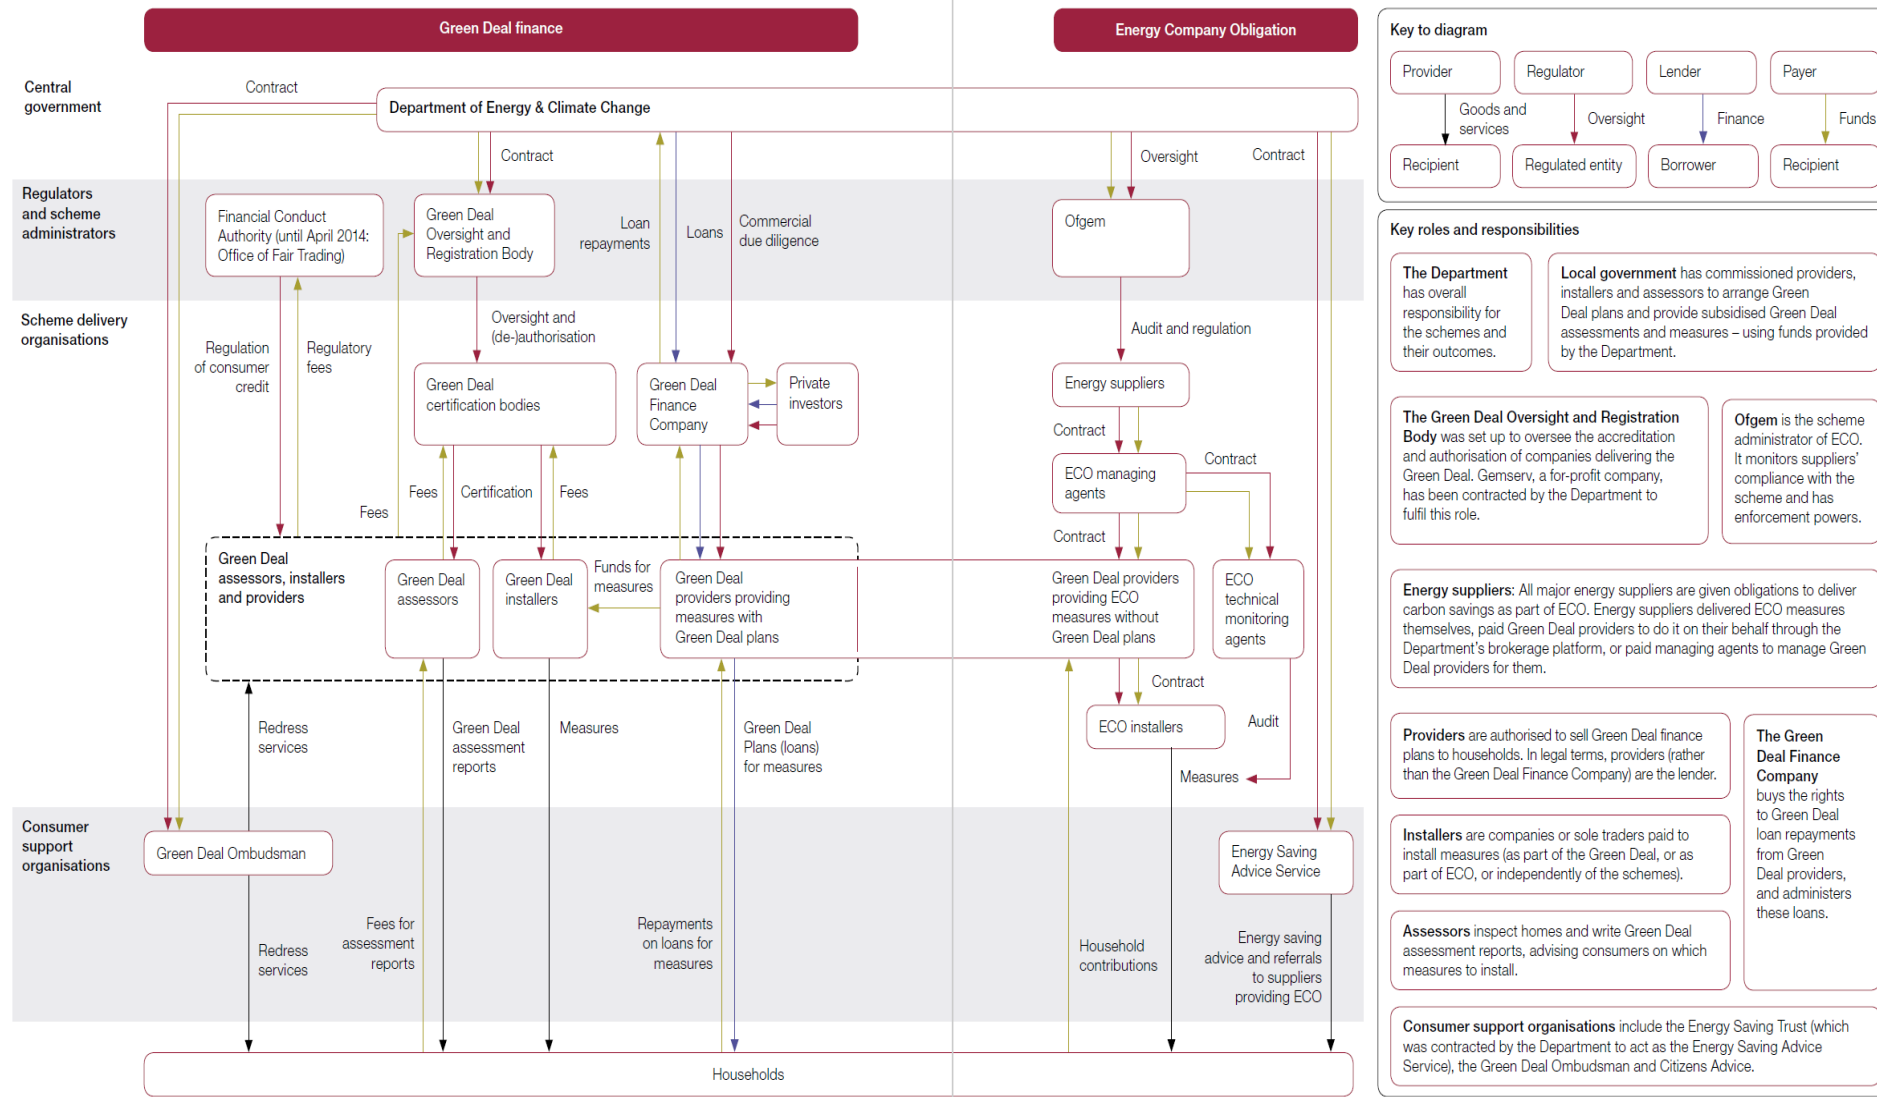 Green Deal finance
Energy Company Obligation
Central
government
Contract
Department of Energy & Climate Change
Contract
Oversight
Contract
Regulators
and scheme
administrators
Financial Conduct
Authority (until April 2014:
Office of Fair Trading)
Green Deal
Oversight and
Registration Body
Loan
repayments
Loans
Commercial
due diligence
Ofgem
Scheme delivery
organisations
Regulation
of consumer
credit
Regulatory
fees
Oversight and
(de-)authorisation
Audit and regulation
Green Deal
certification bodies
Green Deal
Finance
Company
Private
investors
Energy suppliers
Contract
ECO managing
agents
Contract
Fees
Fees
Certification
Fees
Contract
Green Deal
assessors, installers
and providers
Green Deal
assessors
Green Deal
installers
Funds for
measures
Green Deal
providers providing
measures with
Green Deal plans
Green Deal providers
providing ECO
measures without
Green Deal plans
ECO
technical
monitoring
agents
Contract
Redress
services
Green Deal
assessment
reports
Measures
Green Deal
Plans (loans)
for measures
ECO installers
Audit
Measures
Consumer
support
organisations
Green Deal Ombudsman
Energy Saving
Advice Service
Redress
services
Fees for
assessment
reports
Repayments
on loans for
measures
Household
contributions
Energy saving
advice and referrals
to suppliers
providing ECO
Households
Key to diagram
Provider
Regulator
Lender
Payer
Goods and
services
Oversight
Finance
Funds
Recipient
Regulated entity
Borrower
Recipient
Key roles and responsibilities
The Department
has overall
responsibility for
the schemes and
their outcomes.
Local government has commissioned providers,
installers and assessors to arrange Green
Deal plans and provide subsidised Green Deal
assessments and measures – using funds provided
by the Department.
The Green Deal Oversight and Registration
Body was set up to oversee the accreditation
and authorisation of companies delivering the
Green Deal. Gemserv, a for-profit company,
has been contracted by the Department to
fulfil this role.
Ofgem is the scheme
administrator of ECO.
It monitors suppliers’
compliance with the
scheme and has
enforcement powers.
Energy suppliers: All major energy suppliers are given obligations to deliver
carbon savings as part of ECO. Energy suppliers delivered ECO measures
themselves, paid Green Deal providers to do it on their behalf through the
Department’s brokerage platform, or paid managing agents to manage Green
Deal providers for them.
Providers are authorised to sell Green Deal finance
plans to households. In legal terms, providers (rather
than the Green Deal Finance Company) are the lender.
The Green
Deal Finance
Company
buys the rights
to Green Deal
loan repayments
from Green
Deal providers,
and administers
these loans.
Installers are companies or sole traders paid to
install measures (as part of the Green Deal, or as
part of ECO, or independently of the schemes).
Assessors inspect homes and write Green Deal
assessment reports, advising consumers on which
measures to install.
Consumer support organisations include the Energy Saving Trust (which
was contracted by the Department to act as the Energy Saving Advice
Service), the Green Deal Ombudsman and Citizens Advice.